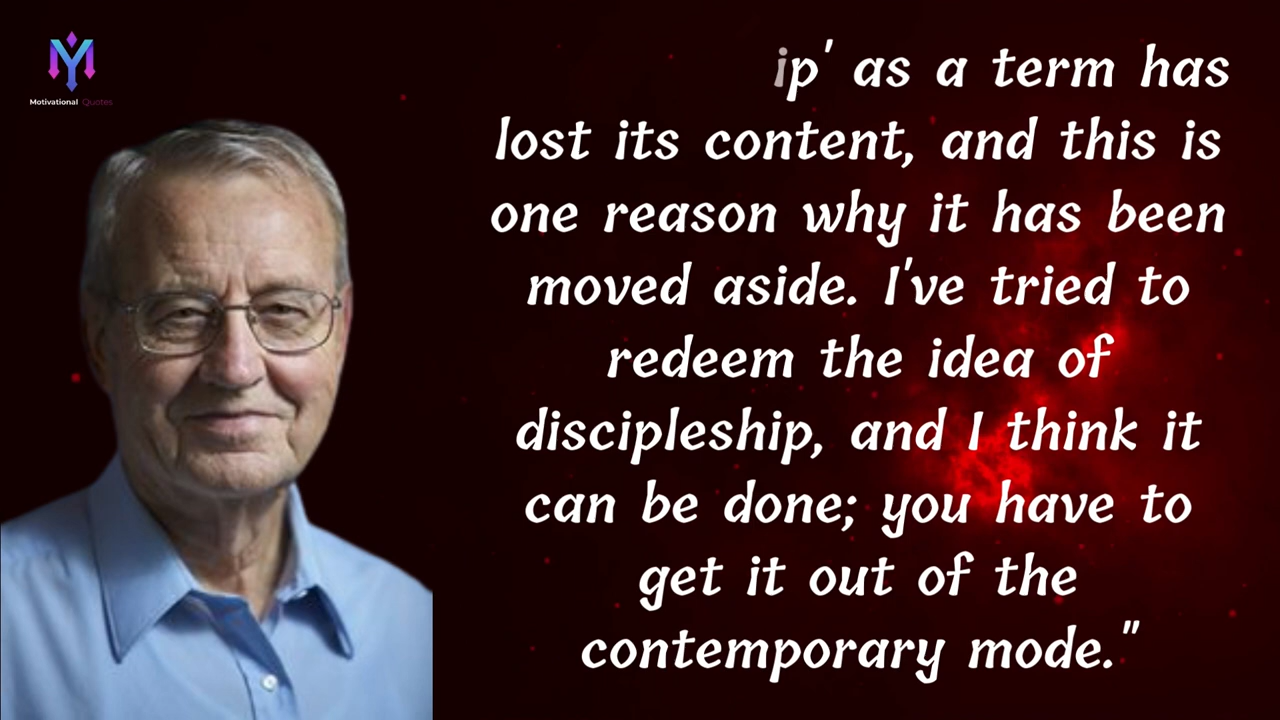 Motivational Quotes
ip' as a term has
lost its content, and this is
one reason why it has been
moved aside. I've tried to
redeem the idea of
discipleship, and I think it
can be done; you have to
get it out of the
contemporary mode."